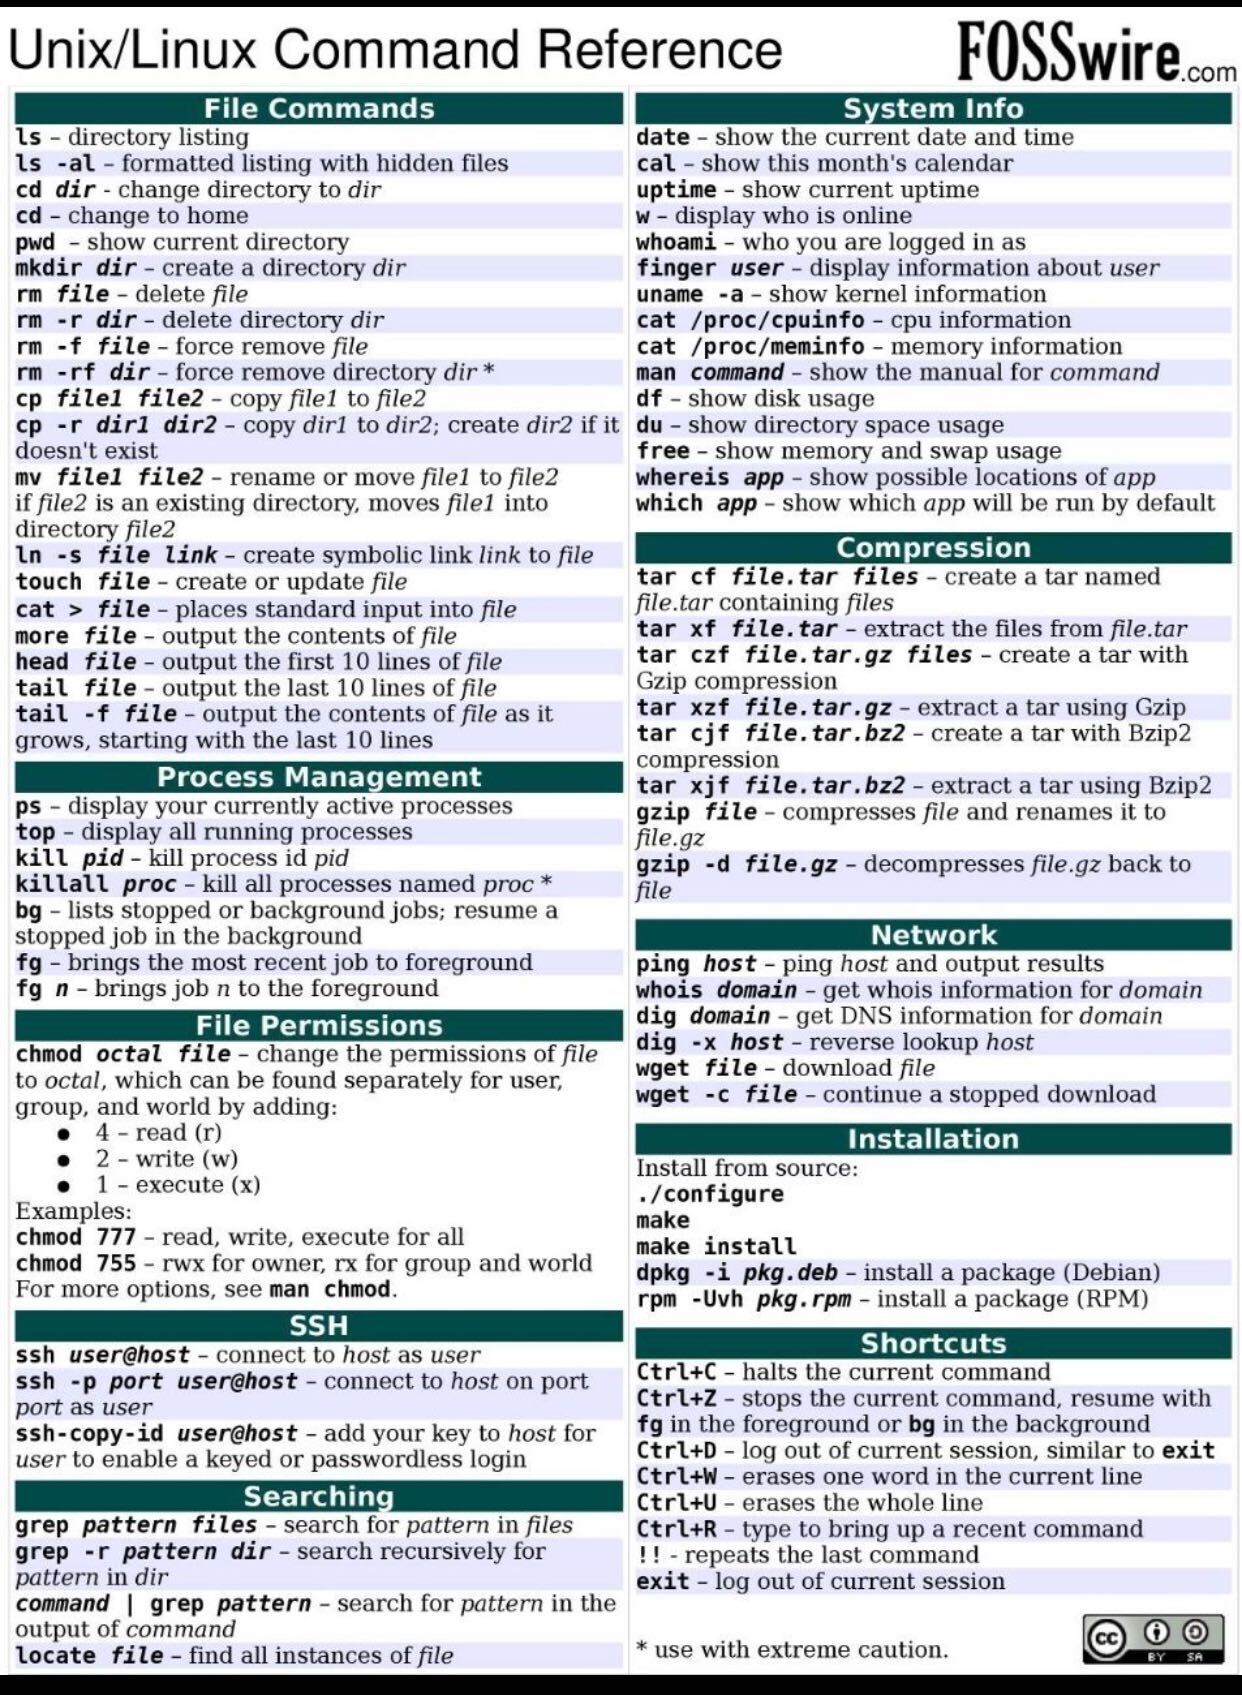 Unix/Linux Command Reference
FOSSwire.com
File Commands
ls – directory listing
ls -al – formatted listing with hidden files
cd dir - change directory to dir
cd – change to home
pwd – show current directory
mkdir dir – create a directory dir
rm file – delete file
rm -r dir – delete directory dir
rm -f file – force remove file
rm -rf dir – force remove directory dir *
cp file1 file2 – copy file1 to file2
cp -r dir1 dir2 – copy dir1 to dir2; create dir2 if it
doesn't exist
mv file1 file2 – rename or move file1 to file2
if file2 is an existing directory, moves file1 into
directory file2
ln -s file link – create symbolic link link to file
touch file – create or update file
cat > file – places standard input into file
more file – output the contents of file
head file – output the first 10 lines of file
tail file – output the last 10 lines of file
tail -f file – output the contents of file as it
grows, starting with the last 10 lines
Process Management
ps – display your currently active processes
top – display all running processes
kill pid – kill process id pid
killall proc – kill all processes named proc *
bg – lists stopped or background jobs; resume a
stopped job in the background
fg – brings the most recent job to foreground
fg n – brings job n to the foreground
File Permissions
chmod octal file – change the permissions of file
to octal, which can be found separately for user,
group, and world by adding:
● 4 – read (r)
● 2 – write (w)
● 1 – execute (x)
Examples:
chmod 777 – read, write, execute for all
chmod 755 – rwx for owner, rx for group and world
For more options, see man chmod.
SSH
ssh user@host – connect to host as user
ssh -p port user@host – connect to host on port
port as user
ssh-copy-id user@host – add your key to host for
user to enable a keyed or passwordless login
Searching
grep pattern files – search for pattern in files
grep -r pattern dir – search recursively for
pattern in dir
command | grep pattern – search for pattern in the
output of command
locate file – find all instances of file
System Info
date – show the current date and time
cal – show this month's calendar
uptime – show current uptime
w – display who is online
whoami – who you are logged in as
finger user – display information about user
uname -a – show kernel information
cat /proc/cpuinfo – cpu information
cat /proc/meminfo – memory information
man command – show the manual for command
df – show disk usage
du – show directory space usage
free – show memory and swap usage
whereis app – show possible locations of app
which app – show which app will be run by default
Compression
tar cf file.tar files – create a tar named
file.tar containing files
tar xf file.tar – extract the files from file.tar
tar czf file.tar.gz files – create a tar with
Gzip compression
tar xzf file.tar.gz – extract a tar using Gzip
tar cjf file.tar.bz2 – create a tar with Bzip2
compression
tar xjf file.tar.bz2 – extract a tar using Bzip2
gzip file – compresses file and renames it to
file.gz
gzip -d file.gz – decompresses file.gz back to
file
Network
ping host – ping host and output results
whois domain – get whois information for domain
dig domain – get DNS information for domain
dig -x host – reverse lookup host
wget file – download file
wget -c file – continue a stopped download
Installation
Install from source:
./configure
make
make install
dpkg -i pkg.deb – install a package (Debian)
rpm -Uvh pkg.rpm – install a package (RPM)
Shortcuts
Ctrl+C – halts the current command
Ctrl+Z – stops the current command, resume with
fg in the foreground or bg in the background
Ctrl+D – log out of current session, similar to exit
Ctrl+W – erases one word in the current line
Ctrl+U – erases the whole line
Ctrl+R – type to bring up a recent command
!! - repeats the last command
exit – log out of current session
* use with extreme caution.
cc BY SA